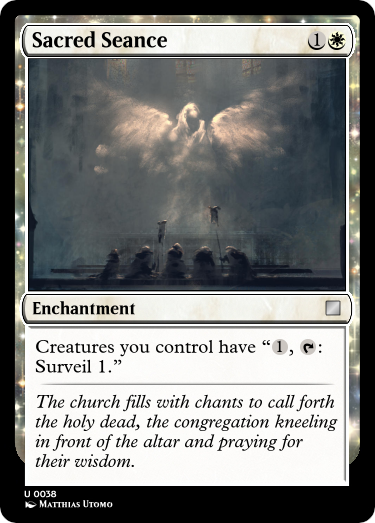 Sacred Seance 1
Enchantment
Creatures you control have “1, :
Surveil 1.”
The church fills with chants to call forth
the holy dead, the congregation kneeling
in front of the altar and praying for
their wisdom.
U 0038
Matthias Utomo